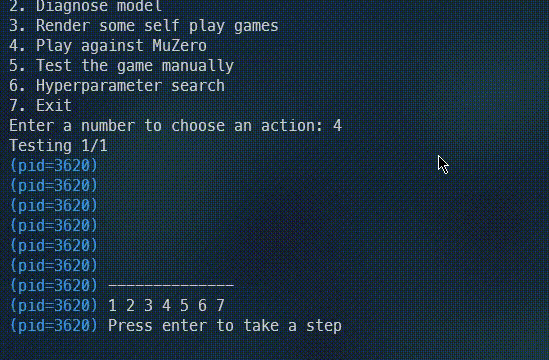 2. Diagnose model
3. Render some self play games
4. Play against MuZero
5. Test the game manually
6. Hyperparameter search
7. Exit
Enter a number to choose an action: 4
Testing 1/1
(pid=3620)
(pid=3620)
(pid=3620)
(pid=3620)
(pid=3620)
(pid=3620)
(pid=3620) --------------
(pid=3620) 1 2 3 4 5 6 7
(pid=3620) Press enter to take a step